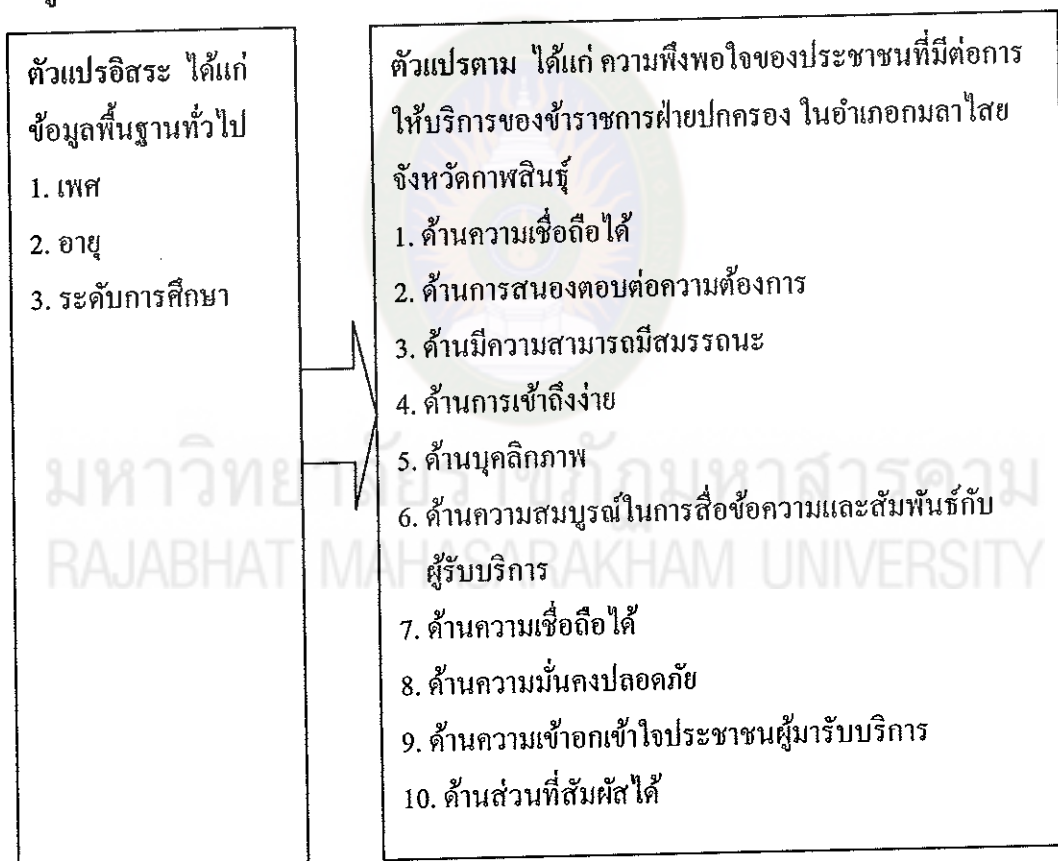 ตัวแปรอิสระ ได้แก่
ข้อมูลพื้นฐานทั่วไป
1. เพศ
2. อายุ
3. ระดับการศึกษา
ตัวแปรตาม ได้แก่ ความพึงพอใจของประชาชนที่มีต่อการ
ให้บริการของข้าราชการฝ่ายปกครอง ในอำเภอกมลาไสย
จังหวัดกาฬสินธุ์
1. ด้านความเชื่อถือได้
2. ด้านการสนองตอบต่อความต้องการ
3. ด้านมีความสามารถมีสมรรถนะ
4. ด้านการเข้าถึงง่าย
5. ด้านบุคลิกภาพ
6. ด้านความสมบูรณ์ในการสื่อข้อความและสัมพันธ์กับ
ผู้รับบริการ
7. ด้านความเชื่อถือได้
8. ด้านความมั่นคงปลอดภัย
9. ด้านความเข้าอกเข้าใจประชาชนผู้มารับบริการ
10. ด้านส่วนที่สัมผัสได้
มหาวิทยาลัยราชภัฏมหาสารคาม
RAJABHAT MAHASARAKHAM UNIVERSITY